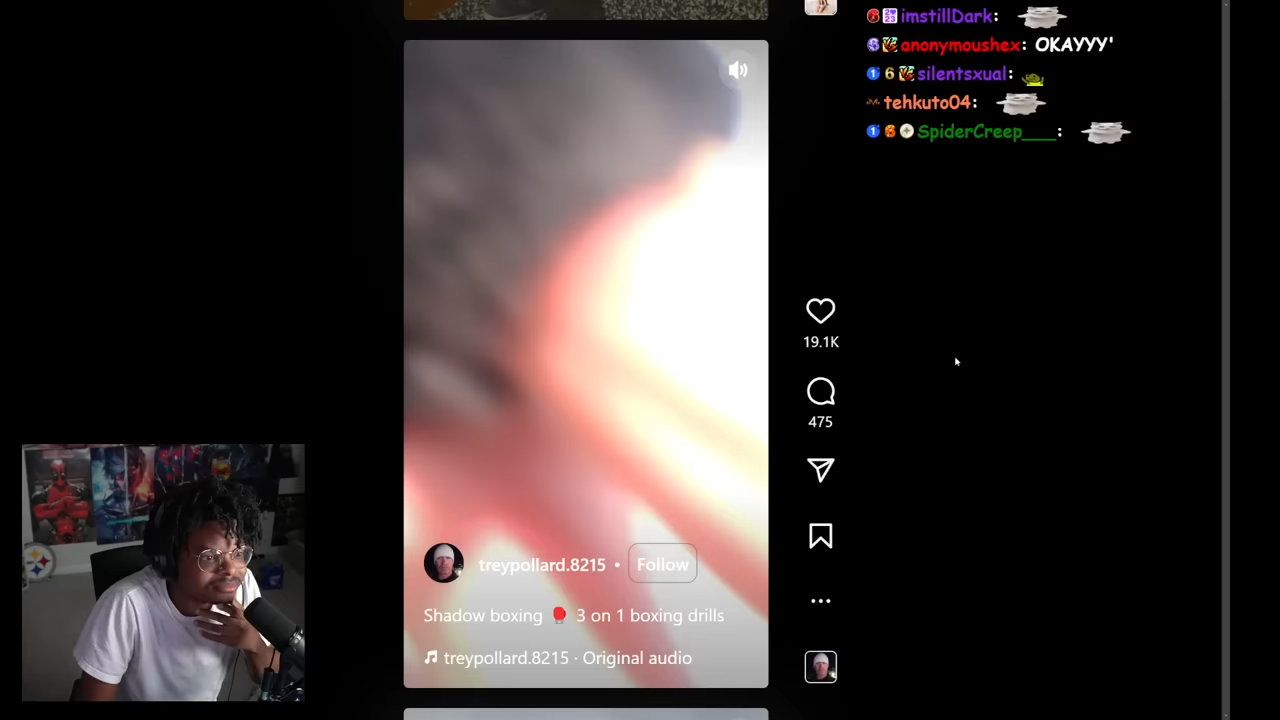 imstillDark:
anonymoushex: OKAYYY'
6 silentsxual:
tehkuto04:
SpiderCreep___:
19.1K
475
treypollard.8215 • Follow
Shadow boxing 🥊 3 on 1 boxing drills
treypollard.8215 · Original audio